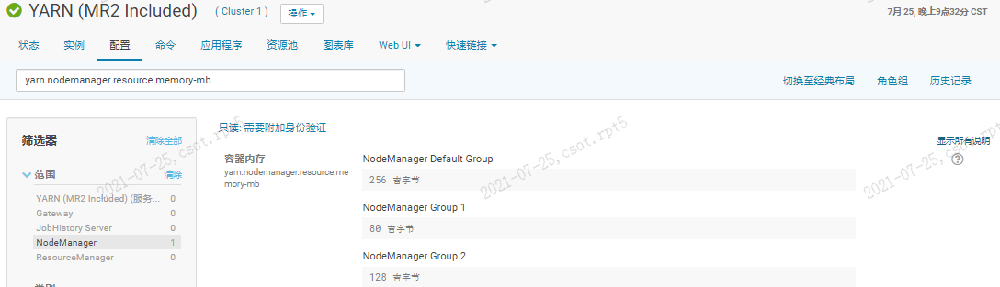 YARN (MR2 Included) ( Cluster 1 ) 操作 7月 25, 晚上9点32分 CST
状态 实例 配置 命令 应用程序 资源池 图表库 Web UI 快速链接
yarn.nodemanager.resource.memory-mb 切换至经典布局 角色组 历史记录
筛选器 清除全部
范围 清除
YARN (MR2 Included) (服务... 0
Gateway 0
JobHistory Server 0
NodeManager 1
ResourceManager 0
只读: 需要附加身份验证
显示所有说明
容器内存
yarn.nodemanager.resource.me
mory-mb
NodeManager Default Group
256 吉字节
NodeManager Group 1
80 吉字节
NodeManager Group 2
128 吉字节
2021-07-25,csot.rpt5
2021-07-25,csot.rpt5
2021-07-25,csot.rpt5